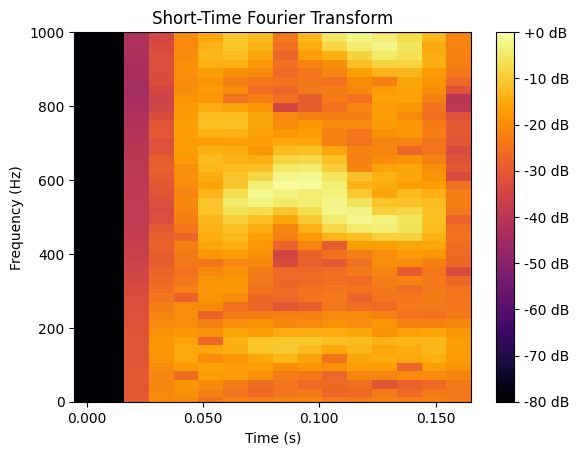 Short-Time Fourier Transform
1000
800
600
400
200
0
Frequency (Hz)
0.000
0.050
0.100
0.150
Time (s)
+0 dB
-10 dB
-20 dB
-30 dB
-40 dB
-50 dB
-60 dB
-70 dB
-80 dB